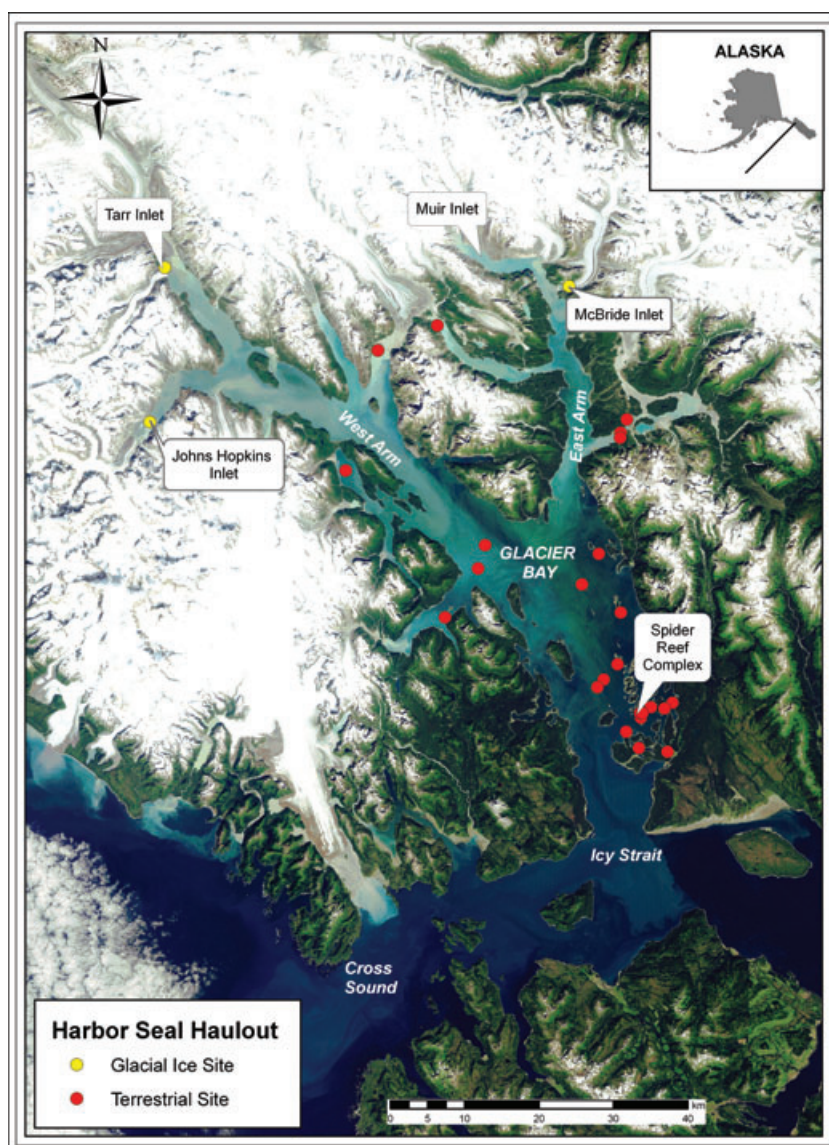 N
ALASKA
Tarr Inlet
Muir Inlet
McBride Inlet
West Arm
East Arm
Johns Hopkins
Inlet
GLACIER
BAY
Spider
Reef
Complex
Icy Strait
Cross
Sound
Harbor Seal Haulout
Glacial Ice Site
Terrestrial Site
km
0 5 10 20 30 40